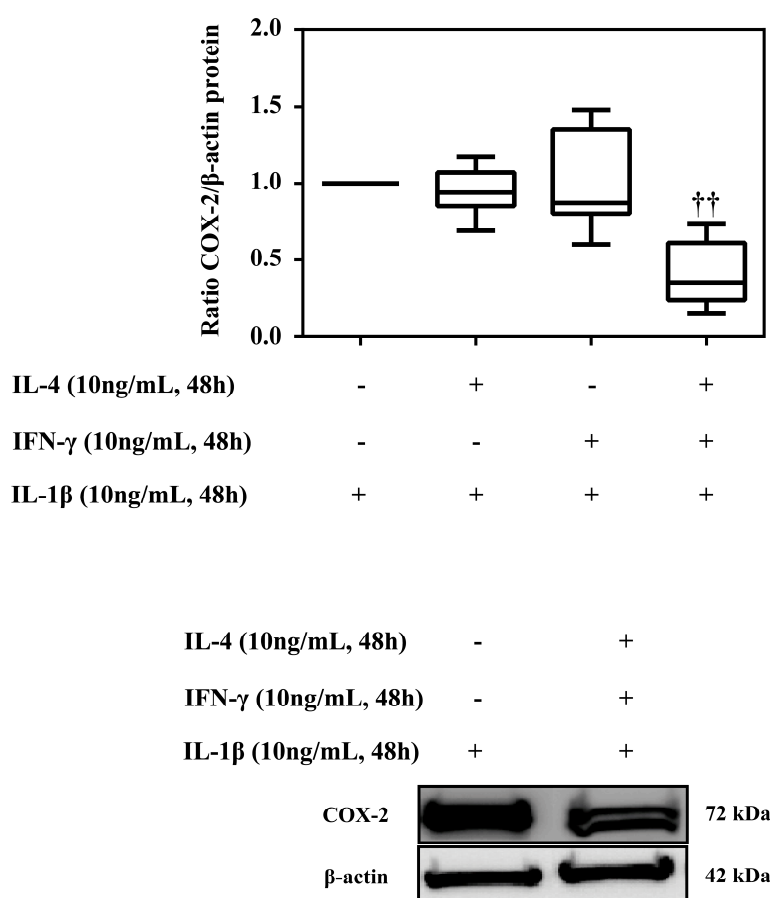 Ratio COX-2/β-actin protein
2.0
1.5
1.0
0.5
0.0
††
IL-4 (10ng/mL, 48h) - + - +
IFN-γ (10ng/mL, 48h) - - + +
IL-1β (10ng/mL, 48h) + + + +
IL-4 (10ng/mL, 48h) - +
IFN-γ (10ng/mL, 48h) - +
IL-1β (10ng/mL, 48h) + +
COX-2 72 kDa
β-actin 42 kDa